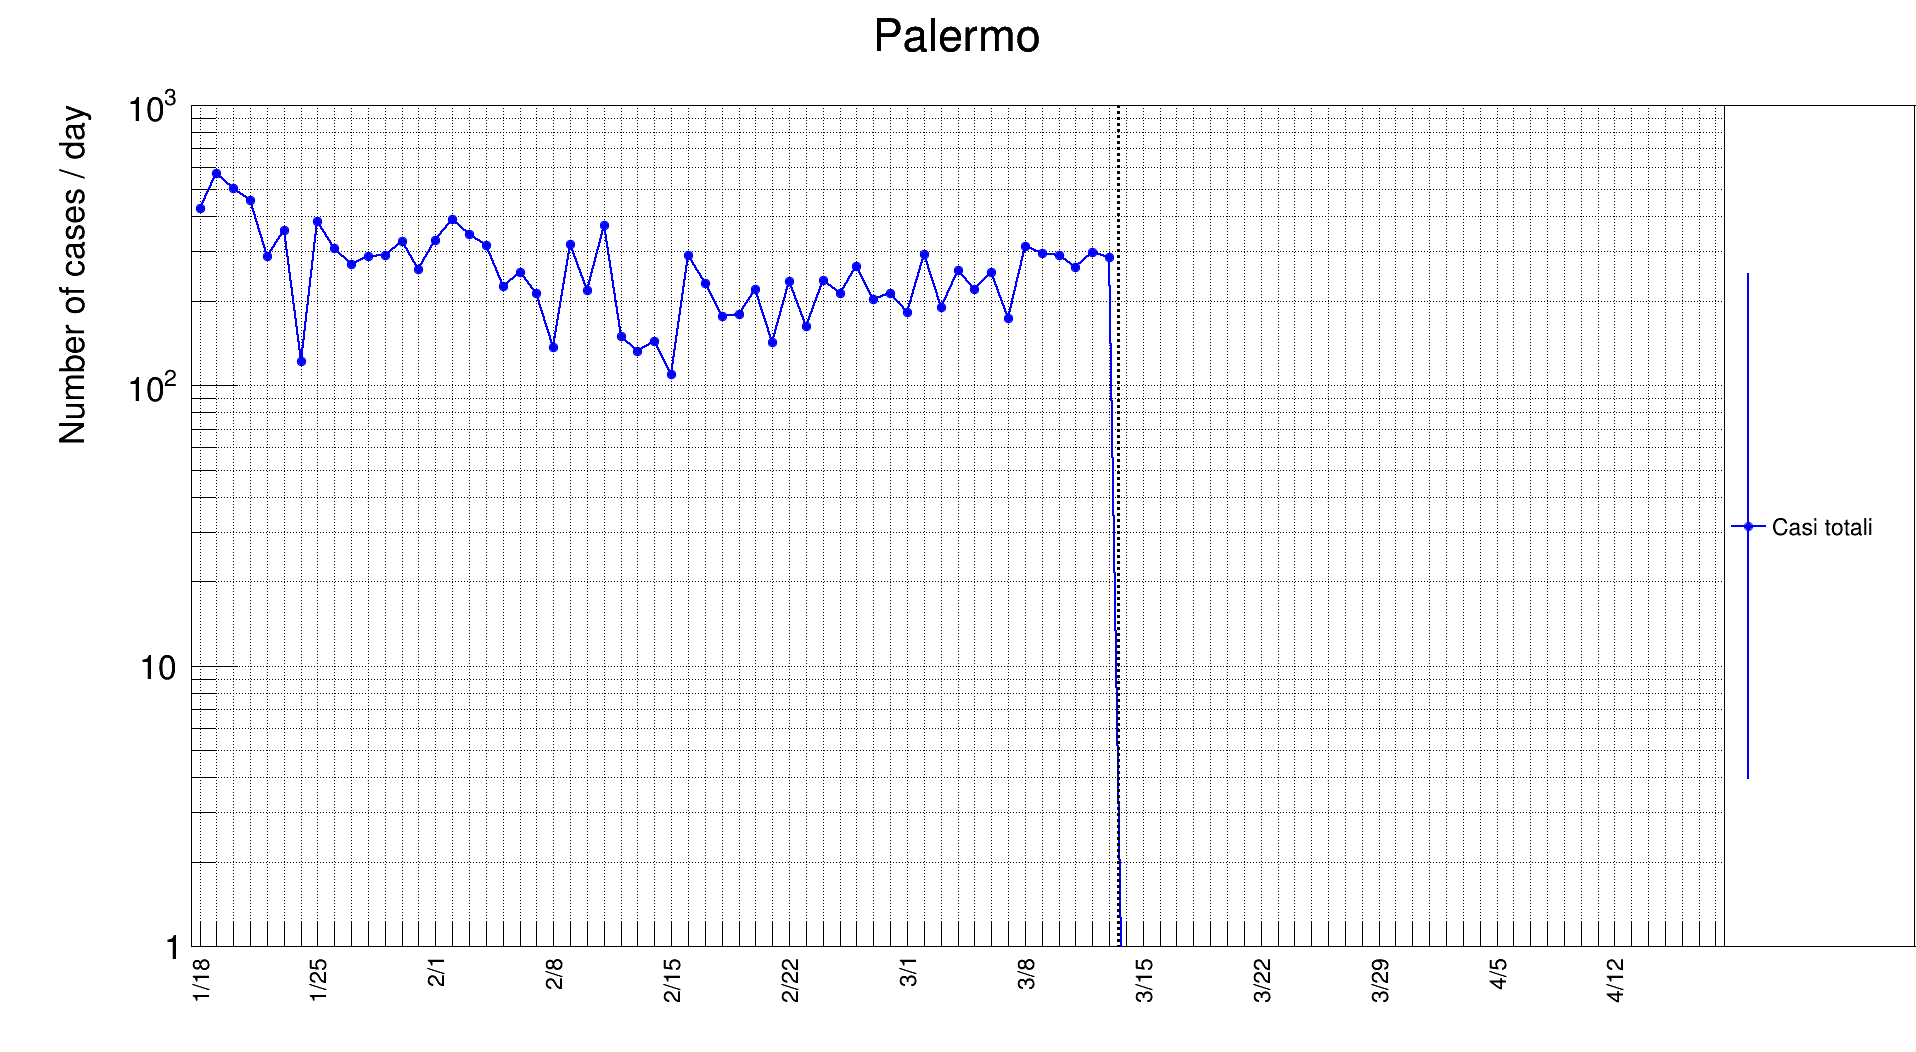 Palermo
Number of cases / day
10³
10²
10
1
1/18 1/25 2/1 2/8 2/15 2/22 3/1 3/8 3/15 3/22 3/29 4/5 4/12
Casi totali